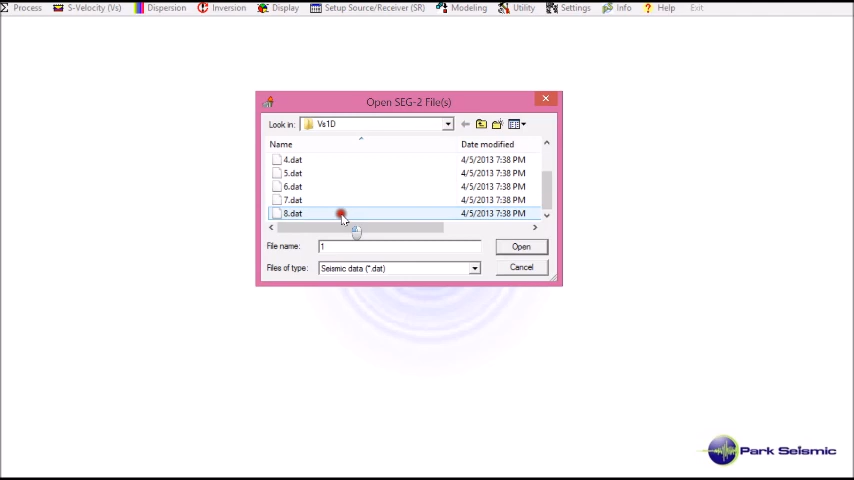 Process S-Velocity (Vs) Dispersion Inversion Display Setup Source/Receiver (SR) Modeling Utility Settings Info Help Exit
Open SEG-2 File(s)
Look in: Vs1D
Name Date modified
4.dat 4/5/2013 7:38 PM
5.dat 4/5/2013 7:38 PM
6.dat 4/5/2013 7:38 PM
7.dat 4/5/2013 7:38 PM
8.dat 4/5/2013 7:38 PM
File name: 1 Open
Files of type: Seismic data (*.dat) Cancel
Park Seismic